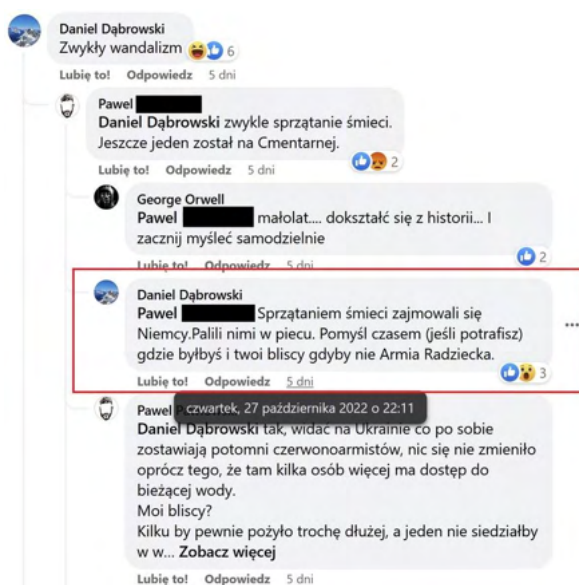 Daniel Dąbrowski
Zwykły wandalizm 6
Lubię to! Odpowiedz 5 dni
Pawel
Daniel Dąbrowski zwykle sprzątanie śmieci.
Jeszcze jeden został na Cmentarnej.
2
Lubię to! Odpowiedz 5 dni
George Orwell
Pawel małolat.... dokształć się z historii... I
zacznij myśleć samodzielnie
2
Lubię to! Odpowiedz 5 dni
Daniel Dąbrowski
Pawel Sprzątaniem śmieci zajmowali się
Niemcy.Palili nimi w piecu. Pomyśl czasem (jeśli potrafisz)
gdzie byłbyś i twoi bliscy gdyby nie Armia Radziecka.
3
Lubię to! Odpowiedz 5 dni
czwartek, 27 października 2022 o 22:11
Pawel
Daniel Dąbrowski tak, widać na Ukrainie co po sobie
zostawiają potomni czerwonoarmistów, nic się nie zmieniło
oprócz tego, że tam kilka osób więcej ma dostęp do
bieżącej wody.
Moi bliscy?
Kilku by pewnie pożyło trochę dłużej, a jeden nie siedziałby
w w... Zobacz więcej
Lubię to! Odpowiedz 5 dni